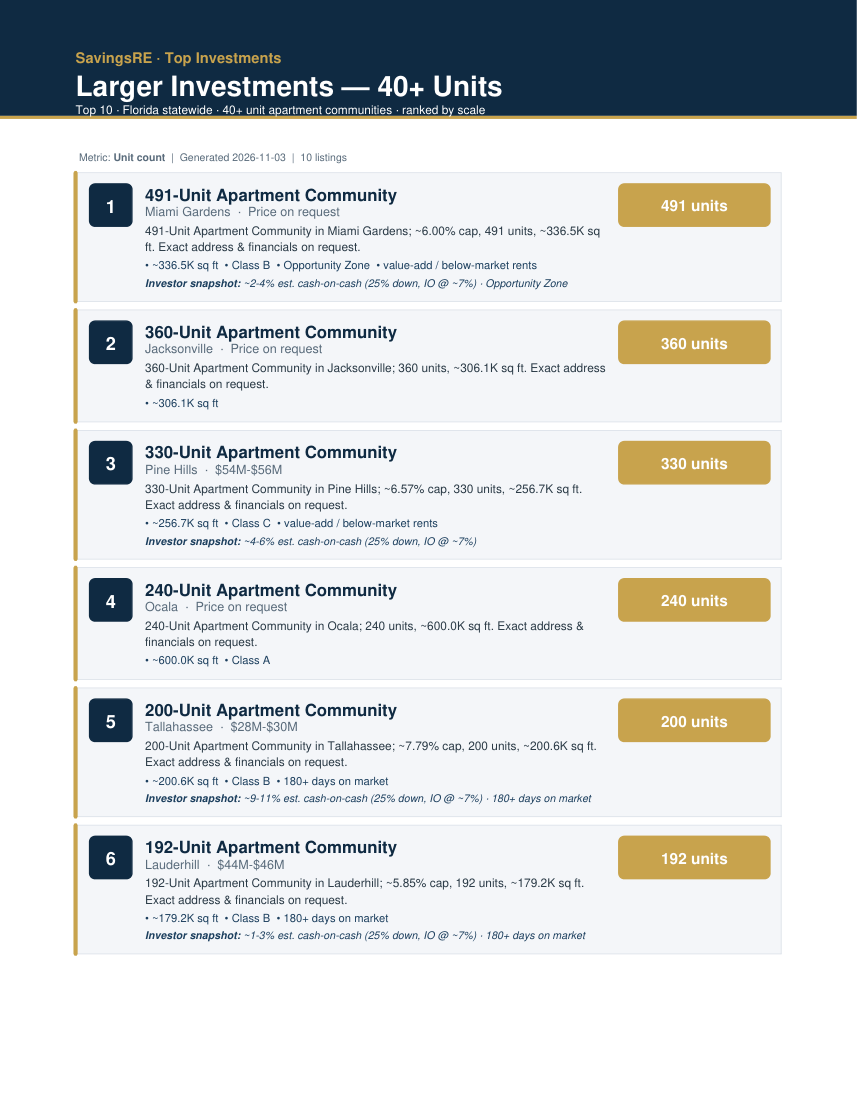 SavingsRE · Top Investments
Larger Investments — 40+ Units
Top 10 · Florida statewide · 40+ unit apartment communities · ranked by scale
Metric: Unit count | Generated 2026-11-03 | 10 listings
1
491-Unit Apartment Community
491 units
Miami Gardens · Price on request
491-Unit Apartment Community in Miami Gardens; ~6.00% cap, 491 units, ~336.5K sq
ft. Exact address & financials on request.
• ~336.5K sq ft • Class B • Opportunity Zone • value-add / below-market rents
Investor snapshot: ~2-4% est. cash-on-cash (25% down, IO @ ~7%) · Opportunity Zone
2
360-Unit Apartment Community
360 units
Jacksonville · Price on request
360-Unit Apartment Community in Jacksonville; 360 units, ~306.1K sq ft. Exact address
& financials on request.
• ~306.1K sq ft
3
330-Unit Apartment Community
330 units
Pine Hills · $54M-$56M
330-Unit Apartment Community in Pine Hills; ~6.57% cap, 330 units, ~256.7K sq ft.
Exact address & financials on request.
• ~256.7K sq ft • Class C • value-add / below-market rents
Investor snapshot: ~4-6% est. cash-on-cash (25% down, IO @ ~7%)
4
240-Unit Apartment Community
240 units
Ocala · Price on request
240-Unit Apartment Community in Ocala; 240 units, ~600.0K sq ft. Exact address &
financials on request.
• ~600.0K sq ft • Class A
5
200-Unit Apartment Community
200 units
Tallahassee · $28M-$30M
200-Unit Apartment Community in Tallahassee; ~7.79% cap, 200 units, ~200.6K sq ft.
Exact address & financials on request.
• ~200.6K sq ft • Class B • 180+ days on market
Investor snapshot: ~9-11% est. cash-on-cash (25% down, IO @ ~7%) · 180+ days on market
6
192-Unit Apartment Community
192 units
Lauderhill · $44M-$46M
192-Unit Apartment Community in Lauderhill; ~5.85% cap, 192 units, ~179.2K sq ft.
Exact address & financials on request.
• ~179.2K sq ft • Class B • 180+ days on market
Investor snapshot: ~1-3% est. cash-on-cash (25% down, IO @ ~7%) · 180+ days on market